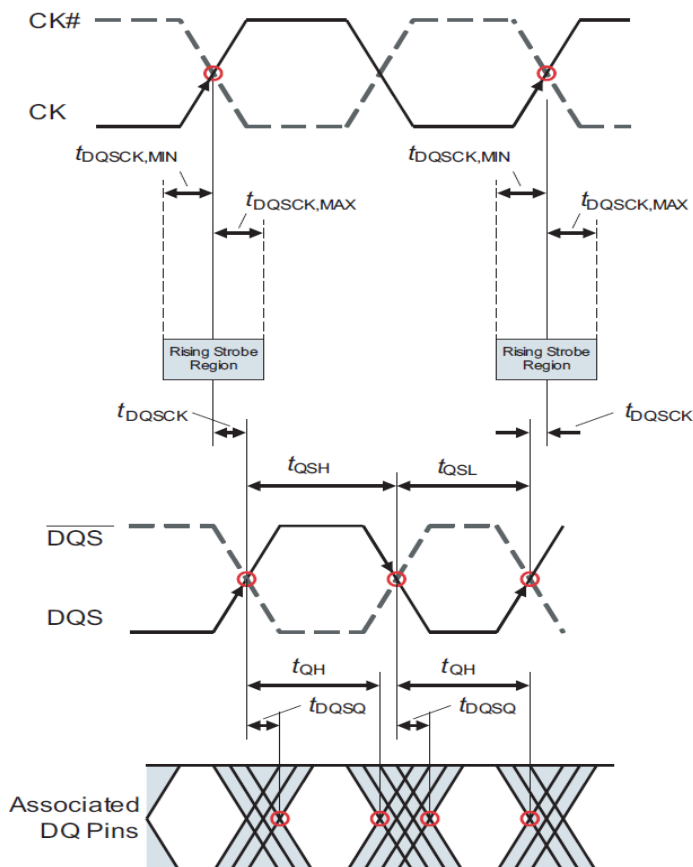 CK#
CK
tDQSCK,MIN
tDQSCK,MIN
tDQSCK,MAX
tDQSCK,MAX
Rising Strobe
Region
Rising Strobe
Region
tDQSCK
tDQSCK
tQSH
tQSL
DQS
DQS
tQH
tQH
tDQSQ
tDQSQ
Associated
DQ Pins